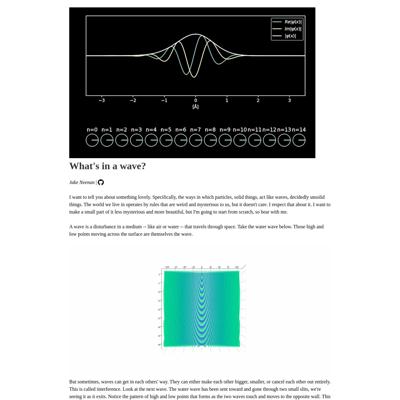 Re|ψ(x)|
Im|ψ(x)|
|ψ(x)|
−3 −2 −1 0 1 2 3
[Å]
n=0 n=1 n=2 n=3 n=4 n=5 n=6 n=7 n=8 n=9 n=10 n=11 n=12 n=13 n=14
What's in a wave?
Jake Neenan |
I want to tell you about something lovely. Specifically, the ways in which particles, solid things, act like waves, decidedly unsolid
things. The world we live in operates by rules that are weird and mysterious to us, but it doesn't care. I respect that about it. I want to
make a small part of it less mysterious and more beautiful, but I'm going to start from scratch, so bear with me.
A wave is a disturbance in a medium -- like air or water -- that travels through space. Take the water wave below. Those high and
low points moving across the surface are themselves the wave.
But sometimes, waves can get in each others' way. They can either make each other bigger, smaller, or cancel each other out entirely.
This is called interference. Look at the next wave. The water wave has been sent toward and gone through two small slits, we're
seeing it as it exits. Notice the pattern of high and low points that forms as the two waves touch and moves to the opposite wall. This